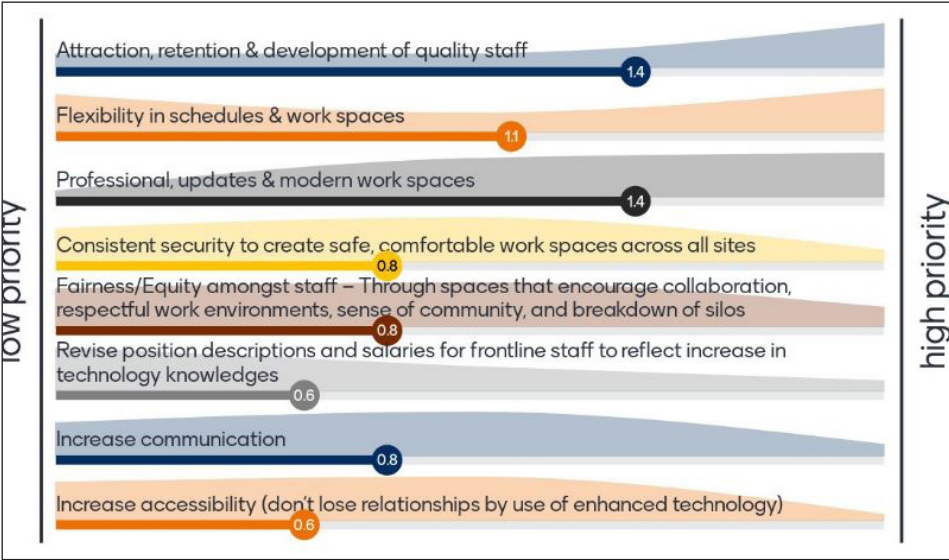 low priority
high priority
Attraction, retention & development of quality staff
1.4
Flexibility in schedules & work spaces
1.1
Professional, updates & modern work spaces
1.4
Consistent security to create safe, comfortable work spaces across all sites
0.8
Fairness/Equity amongst staff – Through spaces that encourage collaboration,
respectful work environments, sense of community, and breakdown of silos
0.8
Revise position descriptions and salaries for frontline staff to reflect increase in
technology knowledges
0.6
Increase communication
0.8
Increase accessibility (don't lose relationships by use of enhanced technology)
0.6